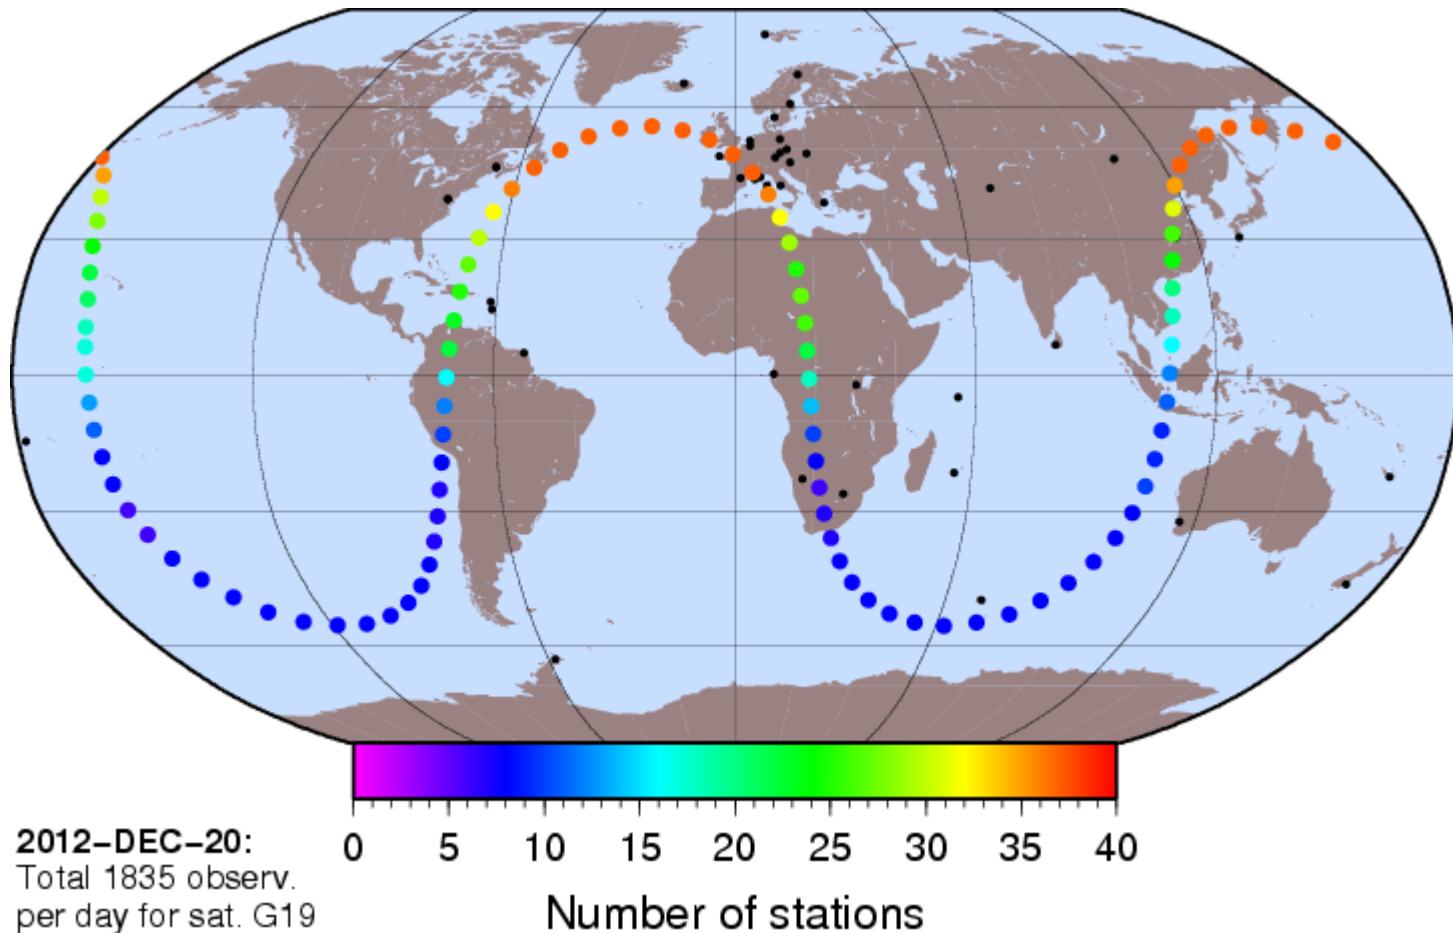 0 5 10 15 20 25 30 35 40
2012−DEC−20:
Total 1835 observ.
per day for sat. G19
Number of stations